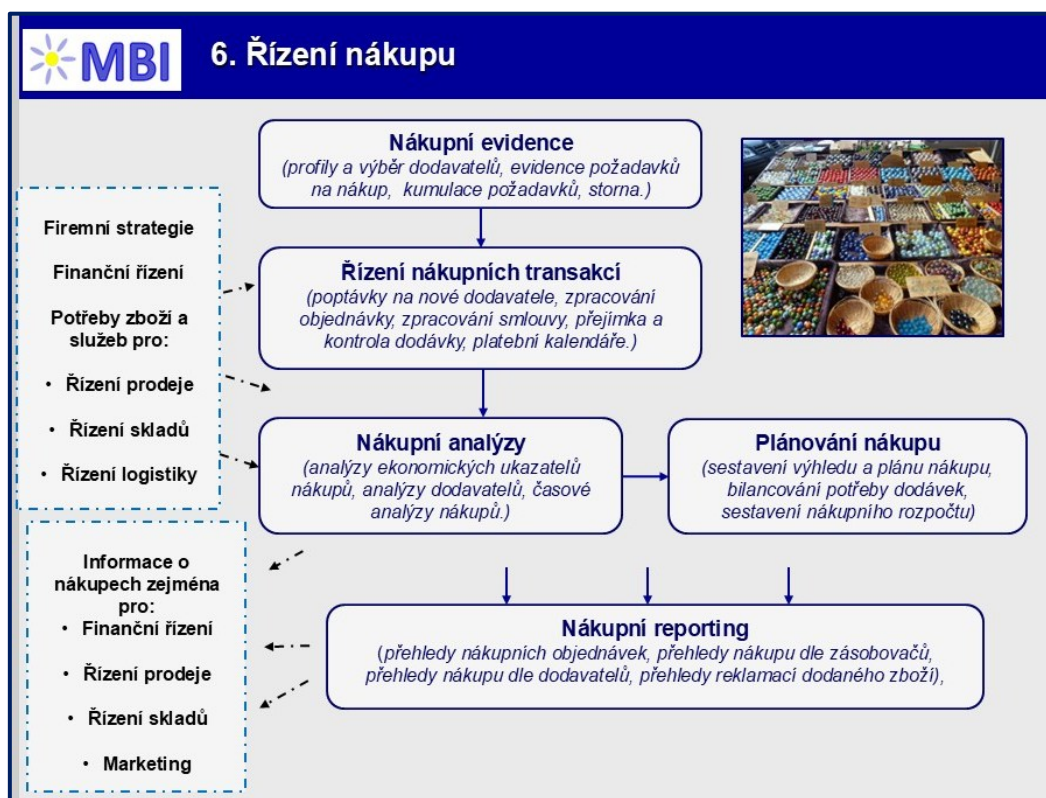 MBI
6. Řízení nákupu
Nákupní evidence
(profily a výběr dodavatelů, evidence požadavků
na nákup, kumulace požadavků, storna.)
Firemní strategie
Finanční řízení
Potřeby zboží a
služeb pro:
• Řízení prodeje
• Řízení skladů
• Řízení logistiky
Řízení nákupních transakcí
(poptávky na nové dodavatele, zpracování
objednávky, zpracování smlouvy, přejímka a
kontrola dodávky, platební kalendáře.)
Nákupní analýzy
(analýzy ekonomických ukazatelů
nákupů, analýzy dodavatelů, časové
analýzy nákupů.)
Plánování nákupu
(sestavení výhledu a plánu nákupu,
bilancování potřeby dodávek,
sestavení nákupního rozpočtu)
Informace o
nákupech zejména
pro:
• Finanční řízení
• Řízení prodeje
• Řízení skladů
• Marketing
Nákupní reporting
(přehledy nákupních objednávek, přehledy nákupu dle zásobovačů,
přehledy nákupu dle dodavatelů, přehledy reklamací dodaného zboží),